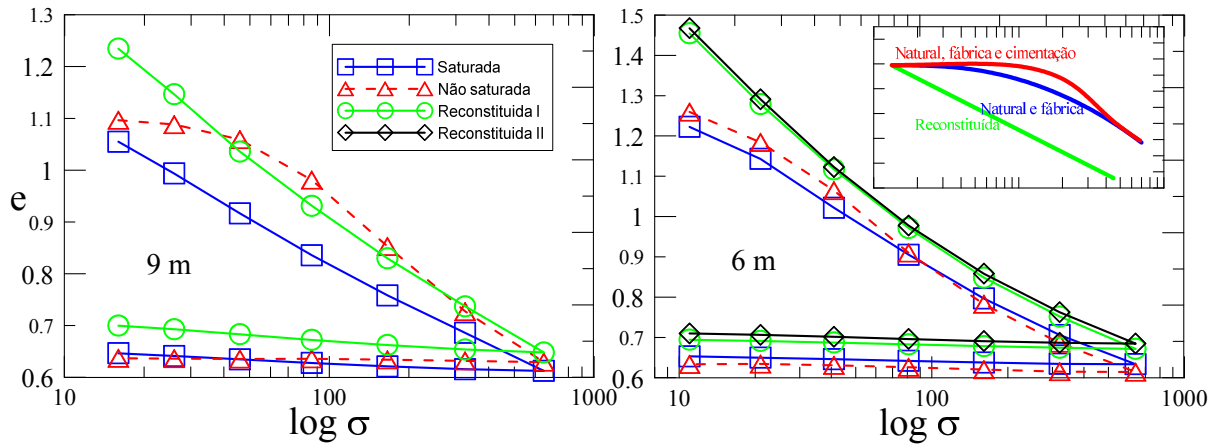 1.3
1.2
1.1
1
0.9
0.8
0.7
0.6
e
10
100
1000
log σ
9 m
Saturada
Não saturada
Reconstituida I
Reconstituida II
1.5
1.4
1.3
1.2
1.1
1
0.9
0.8
0.7
0.6
10
100
1000
log σ
6 m
Natural, fábrica e cimentação
Natural e fábrica
Reconstituída